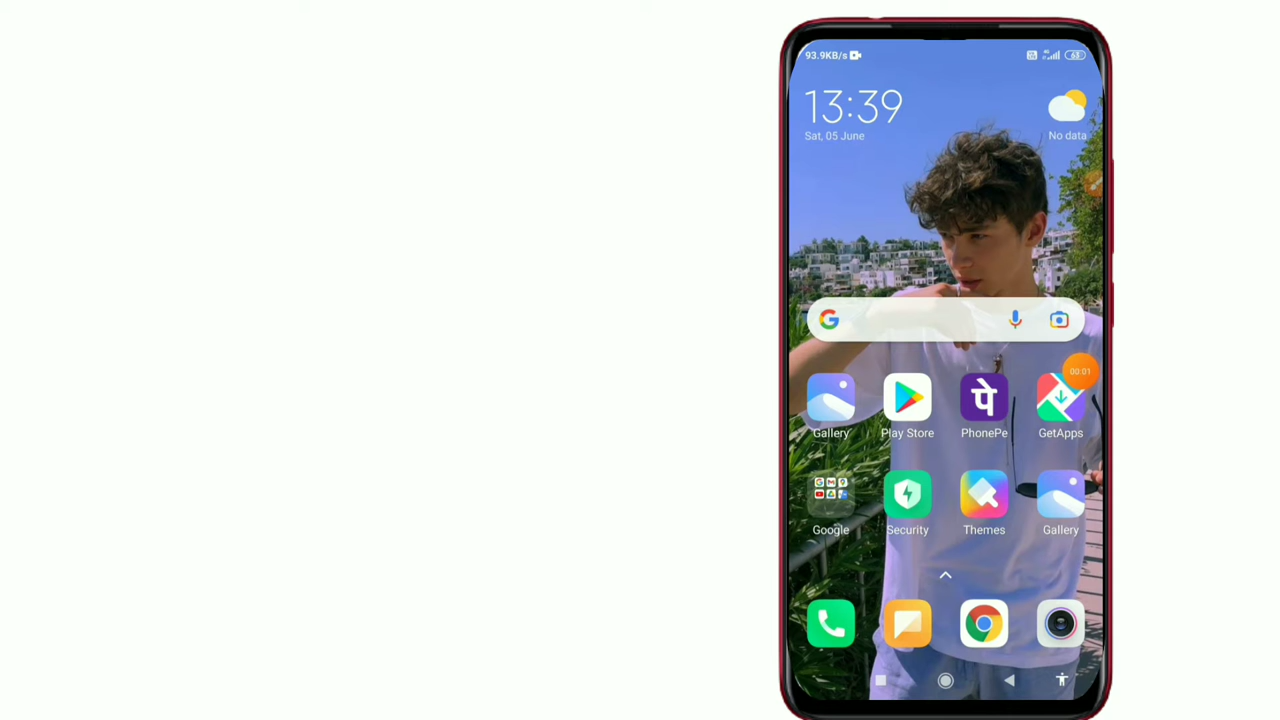 93.9KB/s
63
13:39
Sat, 05 June
No data
00:01
Gallery
Play Store
पे
PhonePe
GetApps
Google
Security
Themes
Gallery